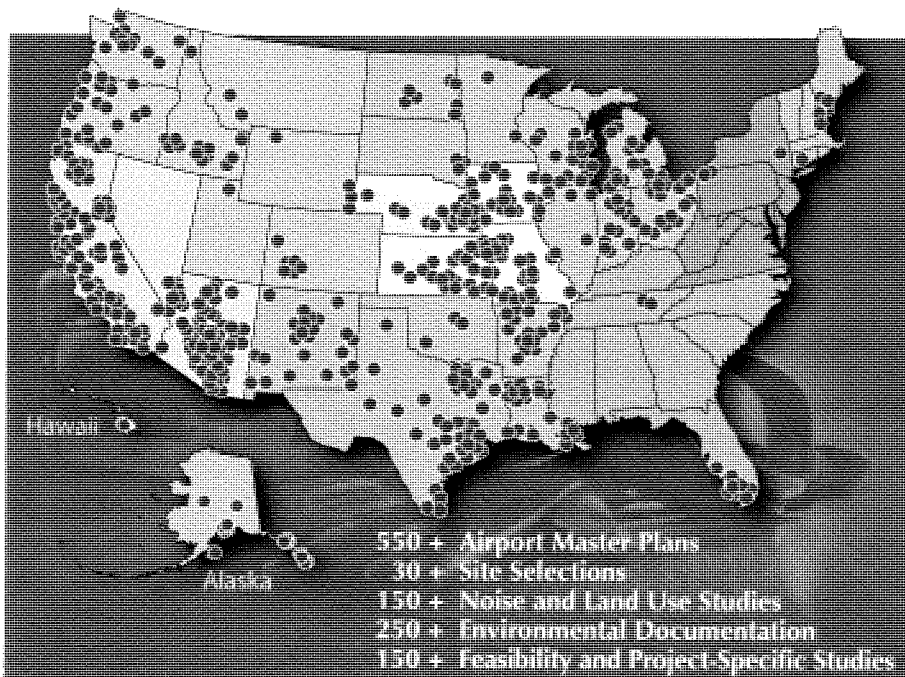 Hawaii
Alaska
550 + Airport Master Plans
30 + Site Selections
150 + Noise and Land Use Studies
250 + Environmental Documentation
150 + Feasibility and Project-Specific Studies